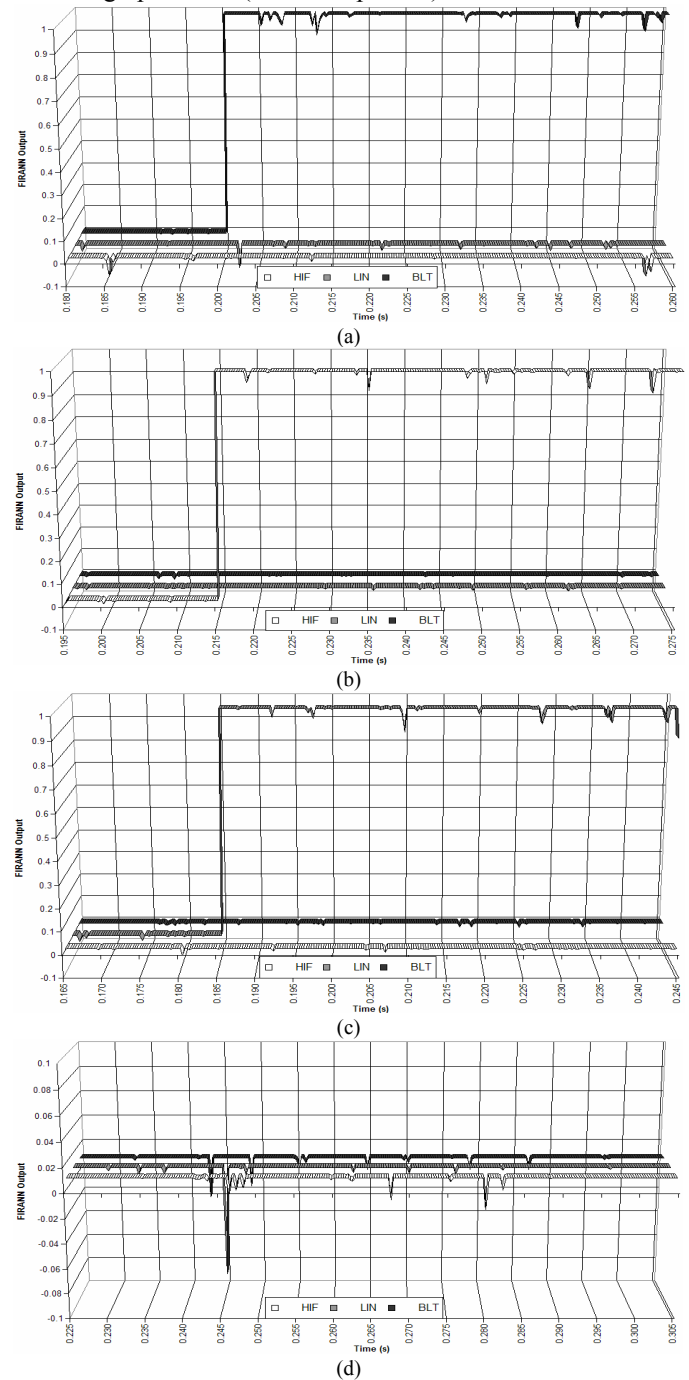 1
0.9
0.8
0.7
0.6
0.5
0.4
0.3
0.2
0.1
0
-0.1
FIRANN Output
HIF LIN BLT
0.180 0.185 0.190 0.195 0.200 0.205 0.210 0.215 0.220 0.225 0.230 0.235 0.240 0.245 0.250 0.255 0.260
Time (s)
(a)
1
0.9
0.8
0.7
0.6
0.5
0.4
0.3
0.2
0.1
0
-0.1
FIRANN Output
HIF LIN BLT
0.195 0.200 0.205 0.210 0.215 0.220 0.225 0.230 0.235 0.240 0.245 0.250 0.255 0.260 0.265 0.270 0.275
Time (s)
(b)
1
0.9
0.8
0.7
0.6
0.5
0.4
0.3
0.2
0.1
0
-0.1
FIRANN Output
HIF LIN BLT
0.165 0.170 0.175 0.180 0.185 0.190 0.195 0.200 0.205 0.210 0.215 0.220 0.225 0.230 0.235 0.240 0.245
Time (s)
(c)
0.1
0.08
0.06
0.04
0.02
0
-0.02
-0.04
-0.06
-0.08
-0.1
FIRANN Output
HIF LIN BLT
0.225 0.230 0.235 0.240 0.245 0.250 0.255 0.260 0.265 0.270 0.275 0.280 0.285 0.290 0.295 0.300 0.305
Time (s)
(d)